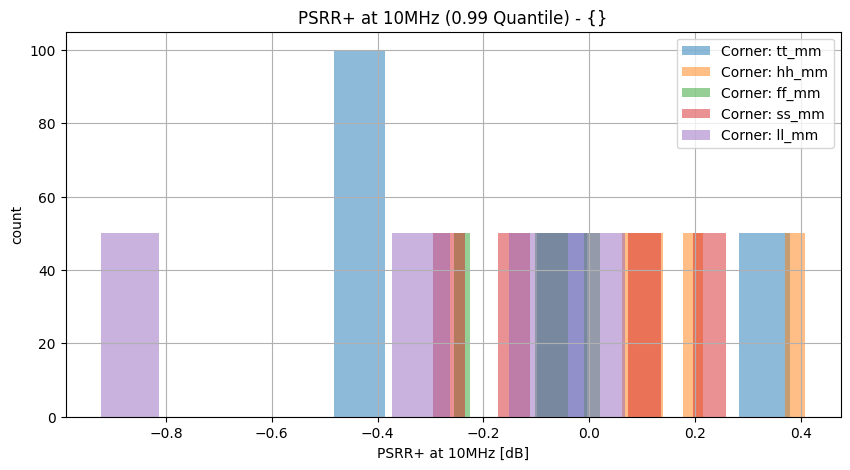 PSRR+ at 10MHz (0.99 Quantile) - {}
100
80
60
40
20
0
count
Corner: tt_mm
Corner: hh_mm
Corner: ff_mm
Corner: ss_mm
Corner: ll_mm
−0.8 −0.6 −0.4 −0.2 0.0 0.2 0.4
PSRR+ at 10MHz [dB]